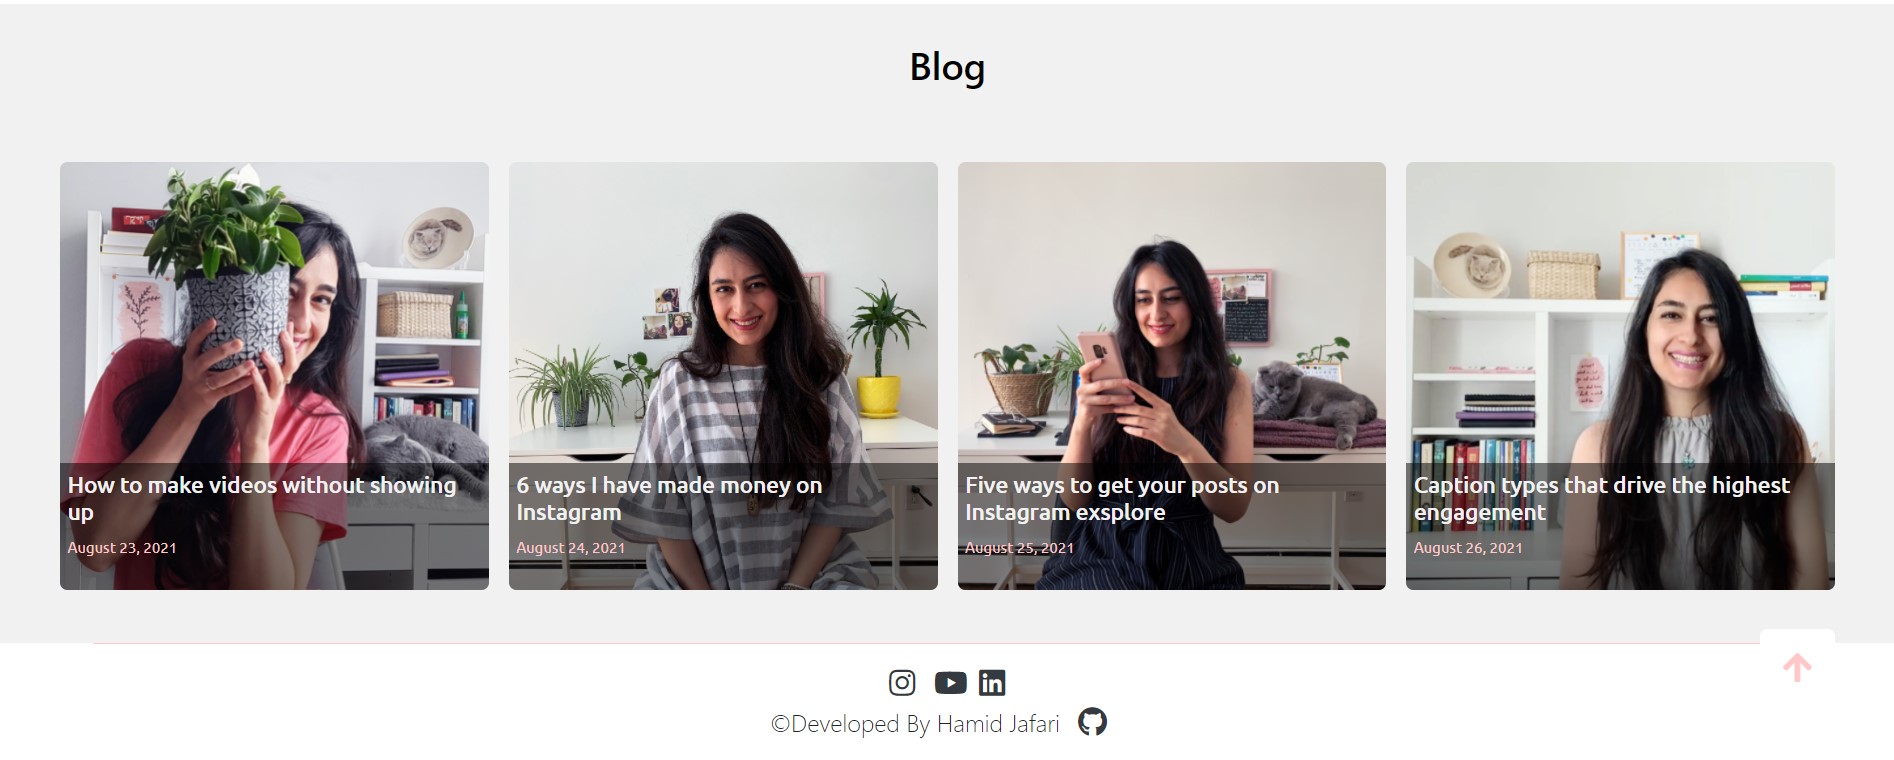 Blog
How to make videos without showing
up
August 23, 2021
6 ways I have made money on
Instagram
August 24, 2021
Five ways to get your posts on
Instagram exsplore
August 25, 2021
Caption types that drive the highest
engagement
August 26, 2021
in
©Developed By Hamid Jafari